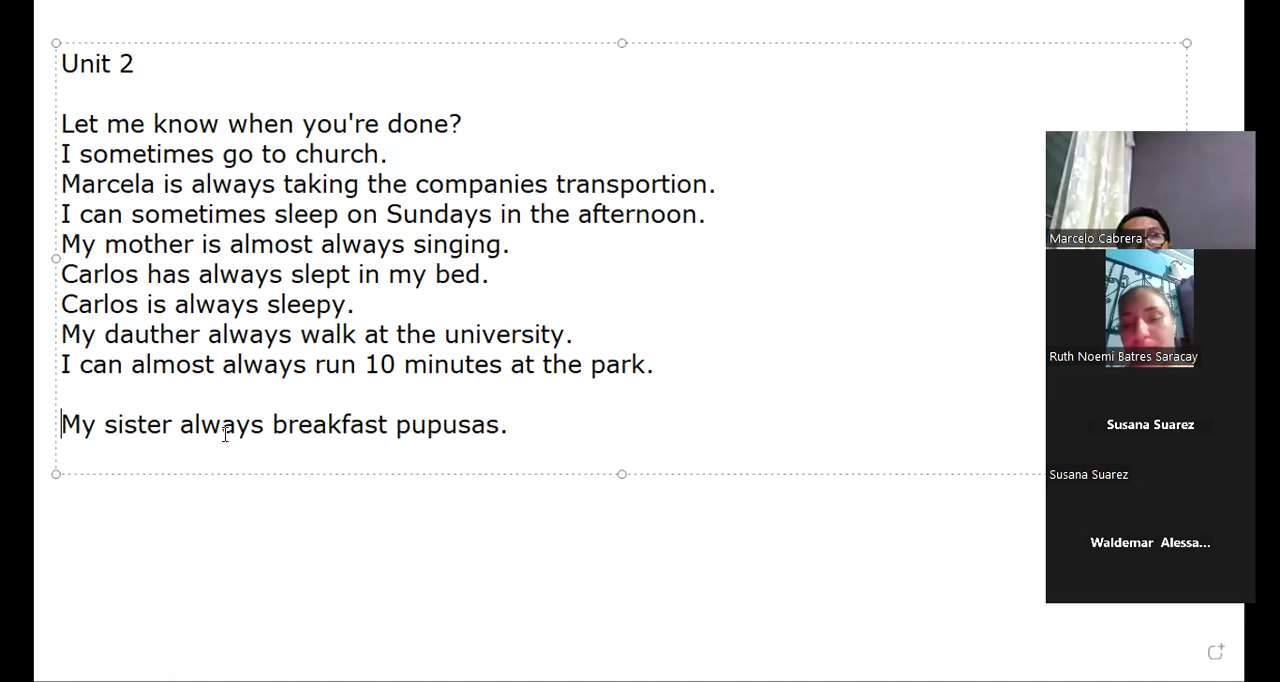 Unit 2
Let me know when you're done?
I sometimes go to church.
Marcela is always taking the companies transportion.
I can sometimes sleep on Sundays in the afternoon.
My mother is almost always singing.
Carlos has always slept in my bed.
Carlos is always sleepy.
My dauther always walk at the university.
I can almost always run 10 minutes at the park.
My sister always breakfast pupusas.
Marcelo Cabrera
Ruth Noemi Batres Saracay
Susana Suarez
Susana Suarez
Waldemar Alessa...